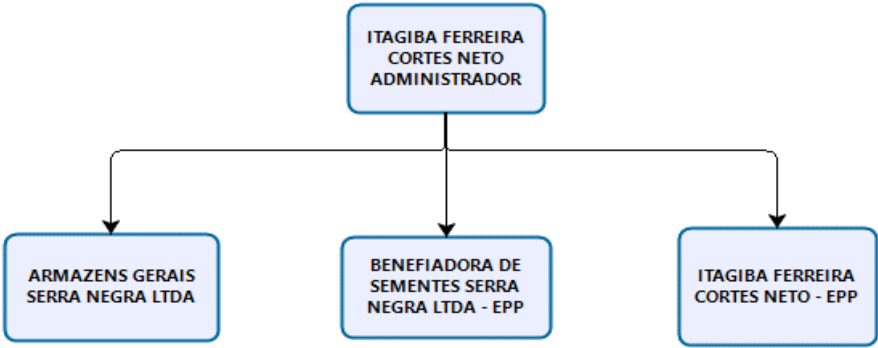 ITAGIBA FERREIRA
CORTES NETO
ADMINISTRADOR
ARMAZENS GERAIS
SERRA NEGRA LTDA
BENEFIADORA DE
SEMENTES SERRA
NEGRA LTDA - EPP
ITAGIBA FERREIRA
CORTES NETO - EPP